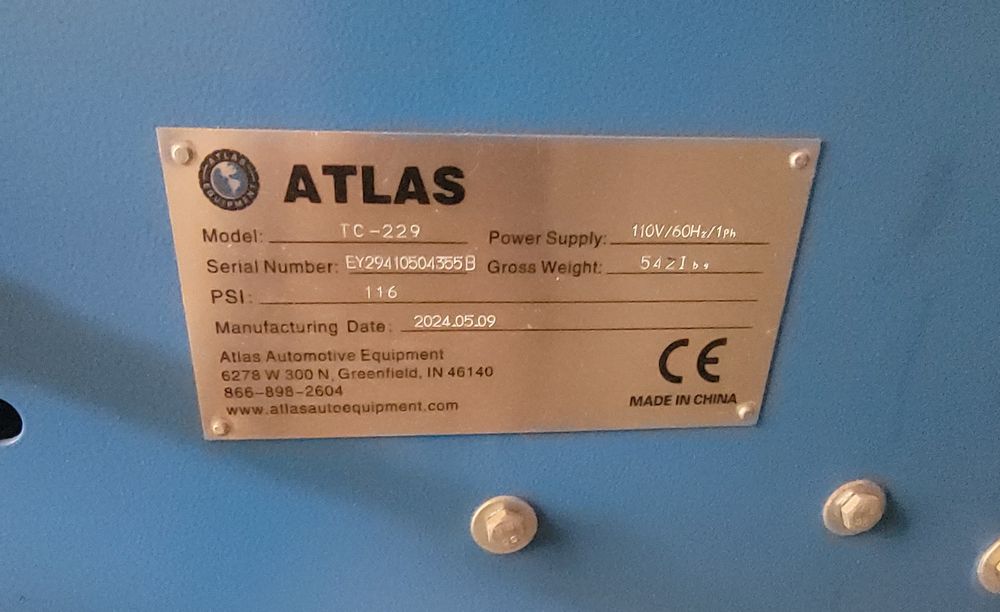 ATLAS EQUIPMENT
ATLAS
Model: TC-229
Power Supply: 110V/60Hz/1Ph
Serial Number: EY29410504355B
Gross Weight: 542lbs
PSI: 116
Manufacturing Date: 2024.05.09
Atlas Automotive Equipment
6278 W 300 N, Greenfield, IN 46140
866-898-2604
www.atlasautoequipment.com
CE
MADE IN CHINA